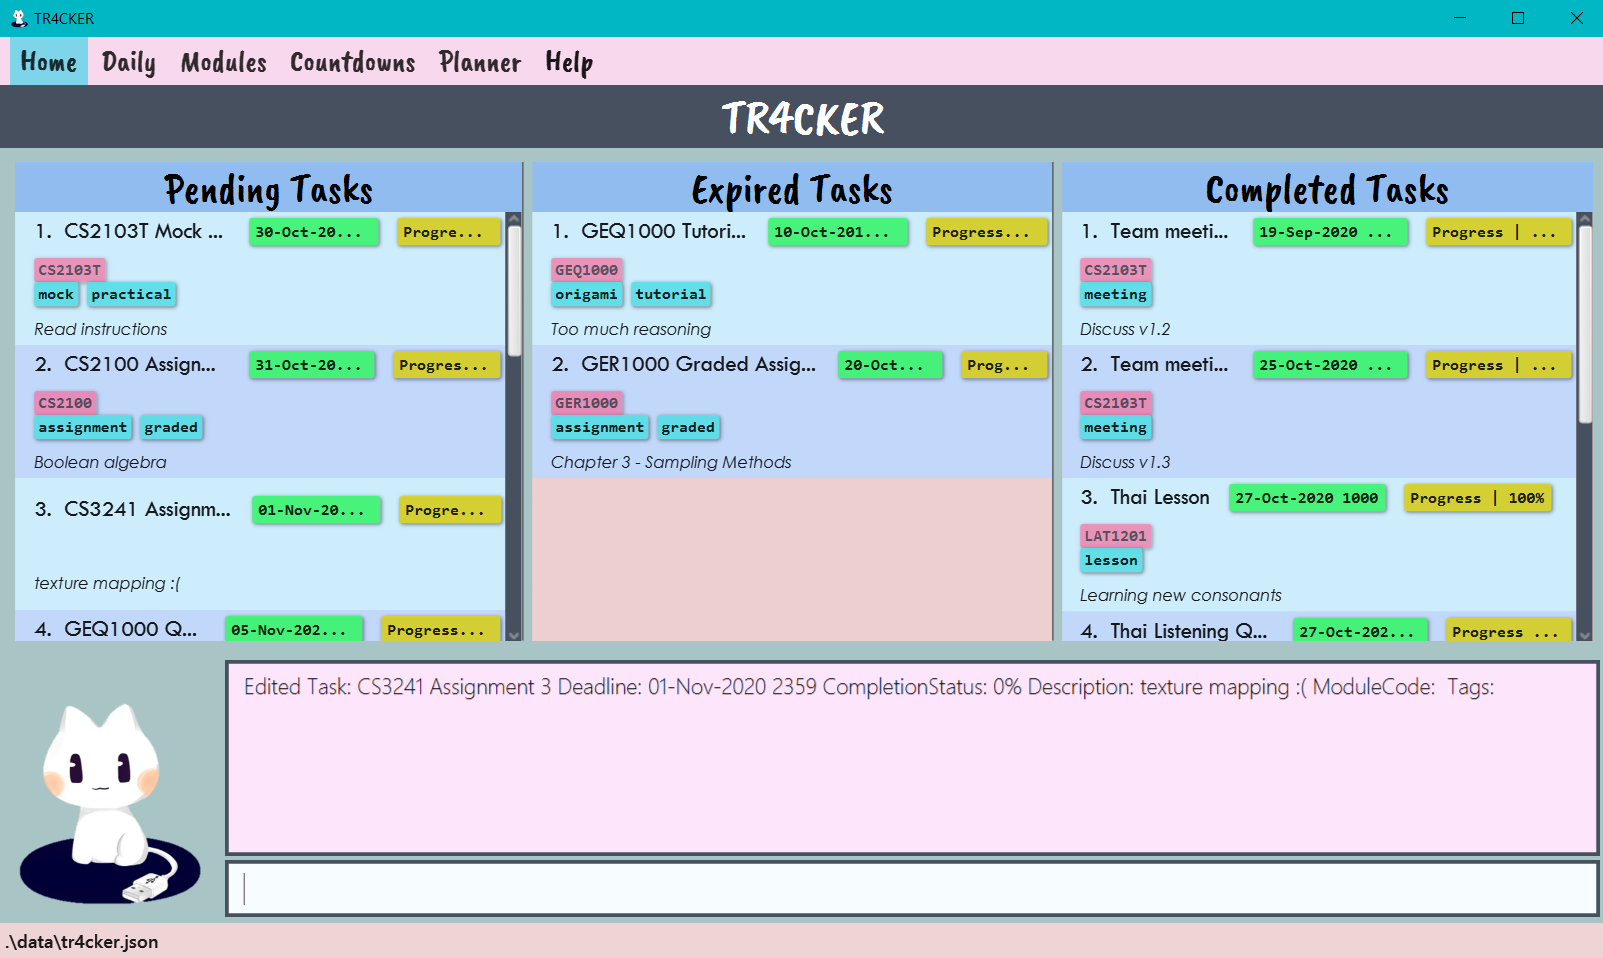 TR4CKER
Home Daily Modules Countdowns Planner Help
TR4CKER
Pending Tasks
1. CS2103T Mock ... 30-Oct-20... Progre...
CS2103T
mock practical
Read instructions
2. CS2100 Assign... 31-Oct-20... Progres...
CS2100
assignment graded
Boolean algebra
3. CS3241 Assignm... 01-Nov-20... Progre...
texture mapping :(
4. GEQ1000 Q... 05-Nov-202... Progress...
Expired Tasks
1. GEQ1000 Tutori... 10-Oct-201... Progress...
GEQ1000
origami tutorial
Too much reasoning
2. GER1000 Graded Assig... 20-Oct... Prog...
GER1000
assignment graded
Chapter 3 - Sampling Methods
Completed Tasks
1. Team meeti... 19-Sep-2020 ... Progress | ...
CS2103T
meeting
Discuss v1.2
2. Team meeti... 25-Oct-2020 ... Progress | ...
CS2103T
meeting
Discuss v1.3
3. Thai Lesson 27-Oct-2020 1000 Progress | 100%
LAT1201
lesson
Learning new consonants
4. Thai Listening Q... 27-Oct-202... Progress ...
Edited Task: CS3241 Assignment 3 Deadline: 01-Nov-2020 2359 CompletionStatus: 0% Description: texture mapping :( ModuleCode:  Tags:
.\data\tr4cker.json